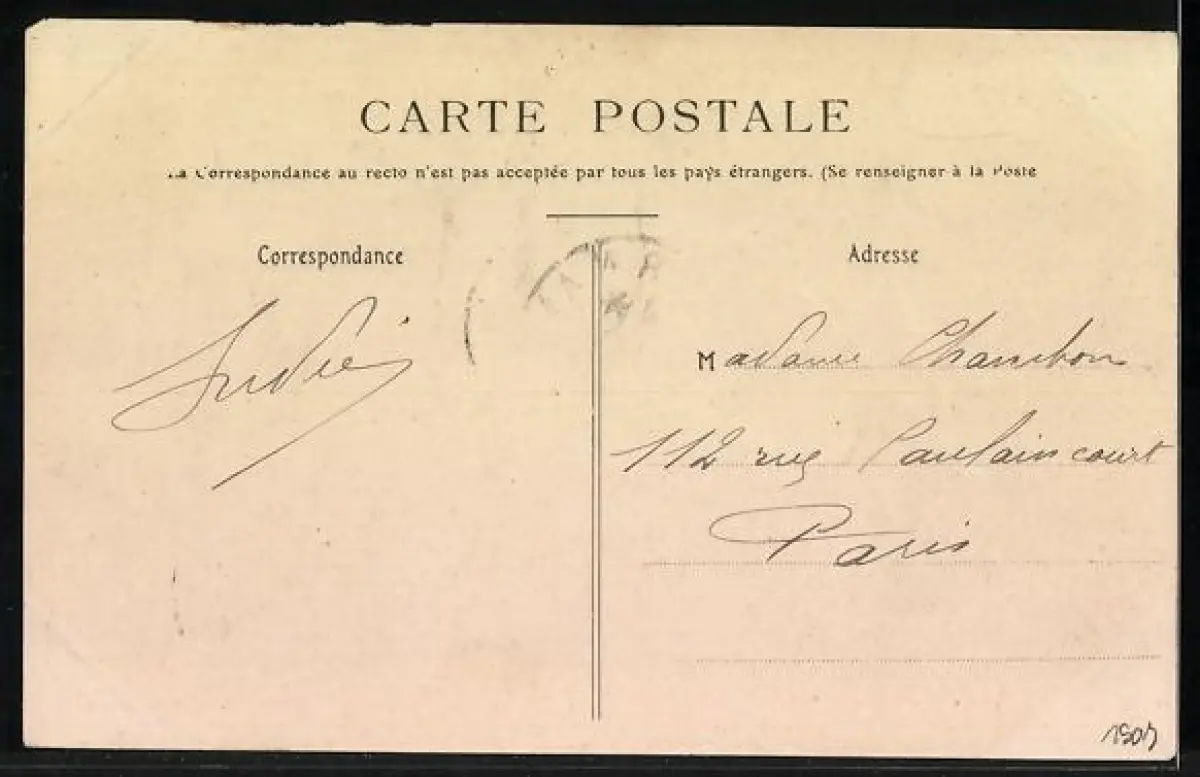 CARTE POSTALE
La Correspondance au recto n'est pas acceptée par tous les pays étrangers. (Se renseigner à la Poste
Correspondance
Adresse
Madame Chambon
112 rue Caulaincourt
Paris